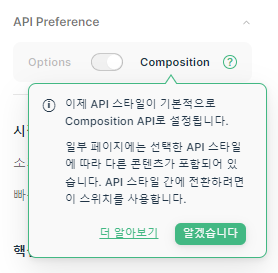 API Preference
Options
Composition
?
이제 API 스타일이 기본적으로
Composition API로 설정됩니다.
일부 페이지에는 선택한 API 스타일
에 따라 다른 콘텐츠가 포함되어 있
습니다. API 스타일 간에 전환하려면
이 스위치를 사용합니다.
더 알아보기
알겠습니다